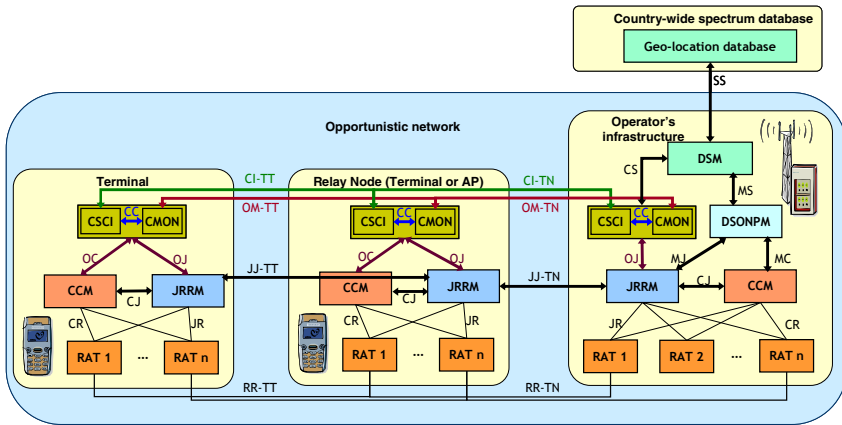 Country-wide spectrum database
Geo-location database
SS
Opportunistic network
Operator's
infrastructure
DSM
CS
MS
Terminal
CI-TT
Relay Node (Terminal or AP)
CI-TN
OM-TT
OM-TN
CSCI
CC
CMON
CSCI
CC
CMON
CSCI
CC
CMON
DSONPM
OC
OJ
OC
OJ
OJ
MJ
MC
JJ-TT
JJ-TN
CCM
CJ
JRRM
CCM
CJ
JRRM
JRRM
CJ
CCM
CR
JR
CR
JR
JR
CR
RAT 1
...
RAT n
RAT 1
...
RAT n
RAT 1
RAT 2
...
RAT n
RR-TT
RR-TN